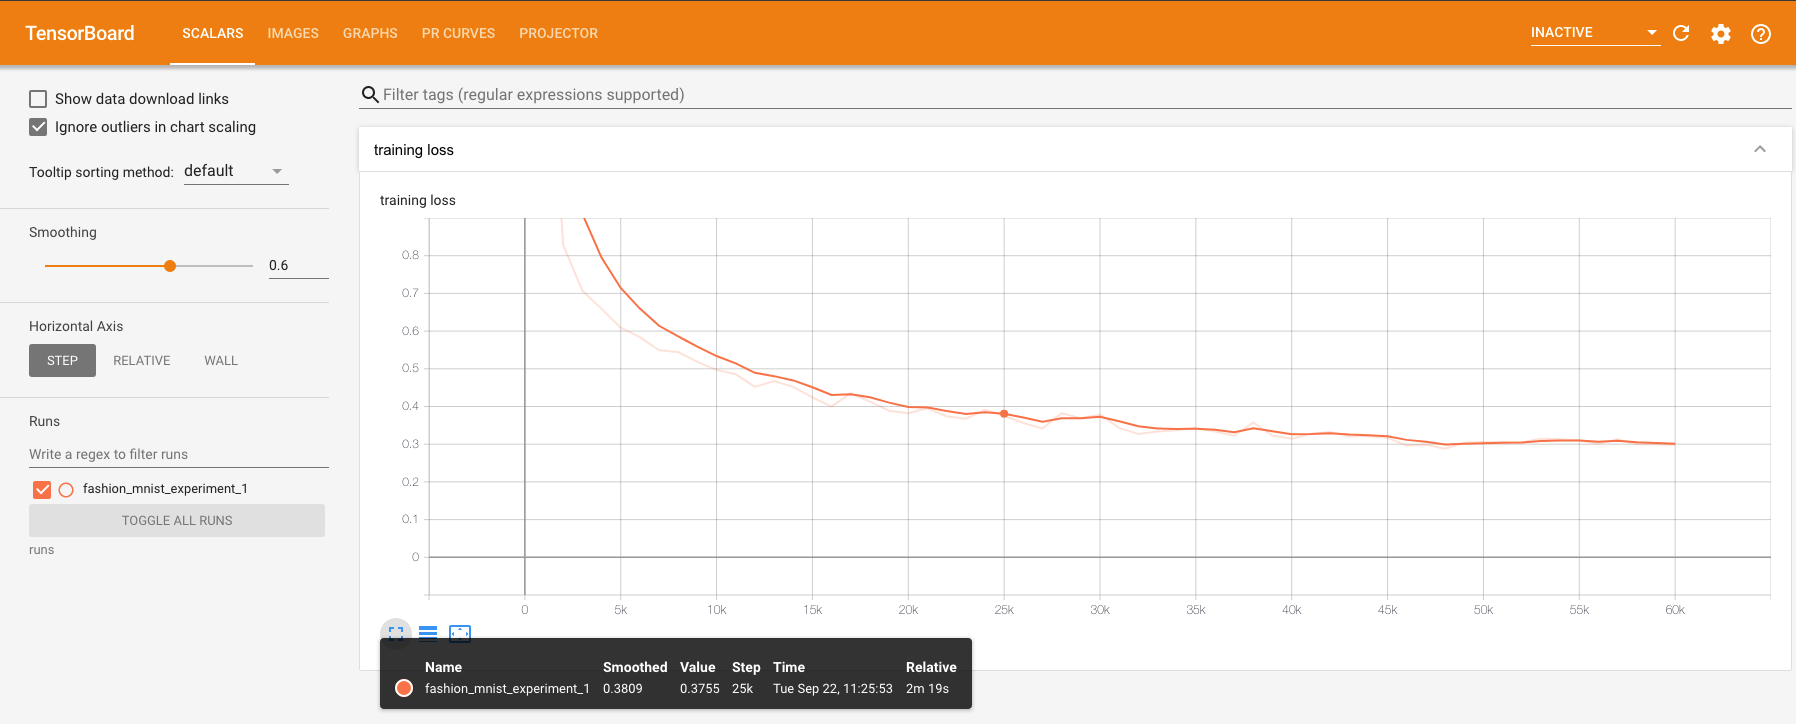 TensorBoard SCALARS IMAGES GRAPHS PR CURVES PROJECTOR INACTIVE
Show data download links
Ignore outliers in chart scaling
Tooltip sorting method: default
Smoothing
0.6
Horizontal Axis
STEP RELATIVE WALL
Runs
Write a regex to filter runs
fashion_mnist_experiment_1
TOGGLE ALL RUNS
runs
Filter tags (regular expressions supported)
training loss
training loss
0.8
0.7
0.6
0.5
0.4
0.3
0.2
0.1
0
0 5k 10k 15k 20k 25k 30k 35k 40k 45k 50k 55k 60k
Name Smoothed Value Step Time Relative
fashion_mnist_experiment_1 0.3809 0.3755 25k Tue Sep 22, 11:25:53 2m 19s